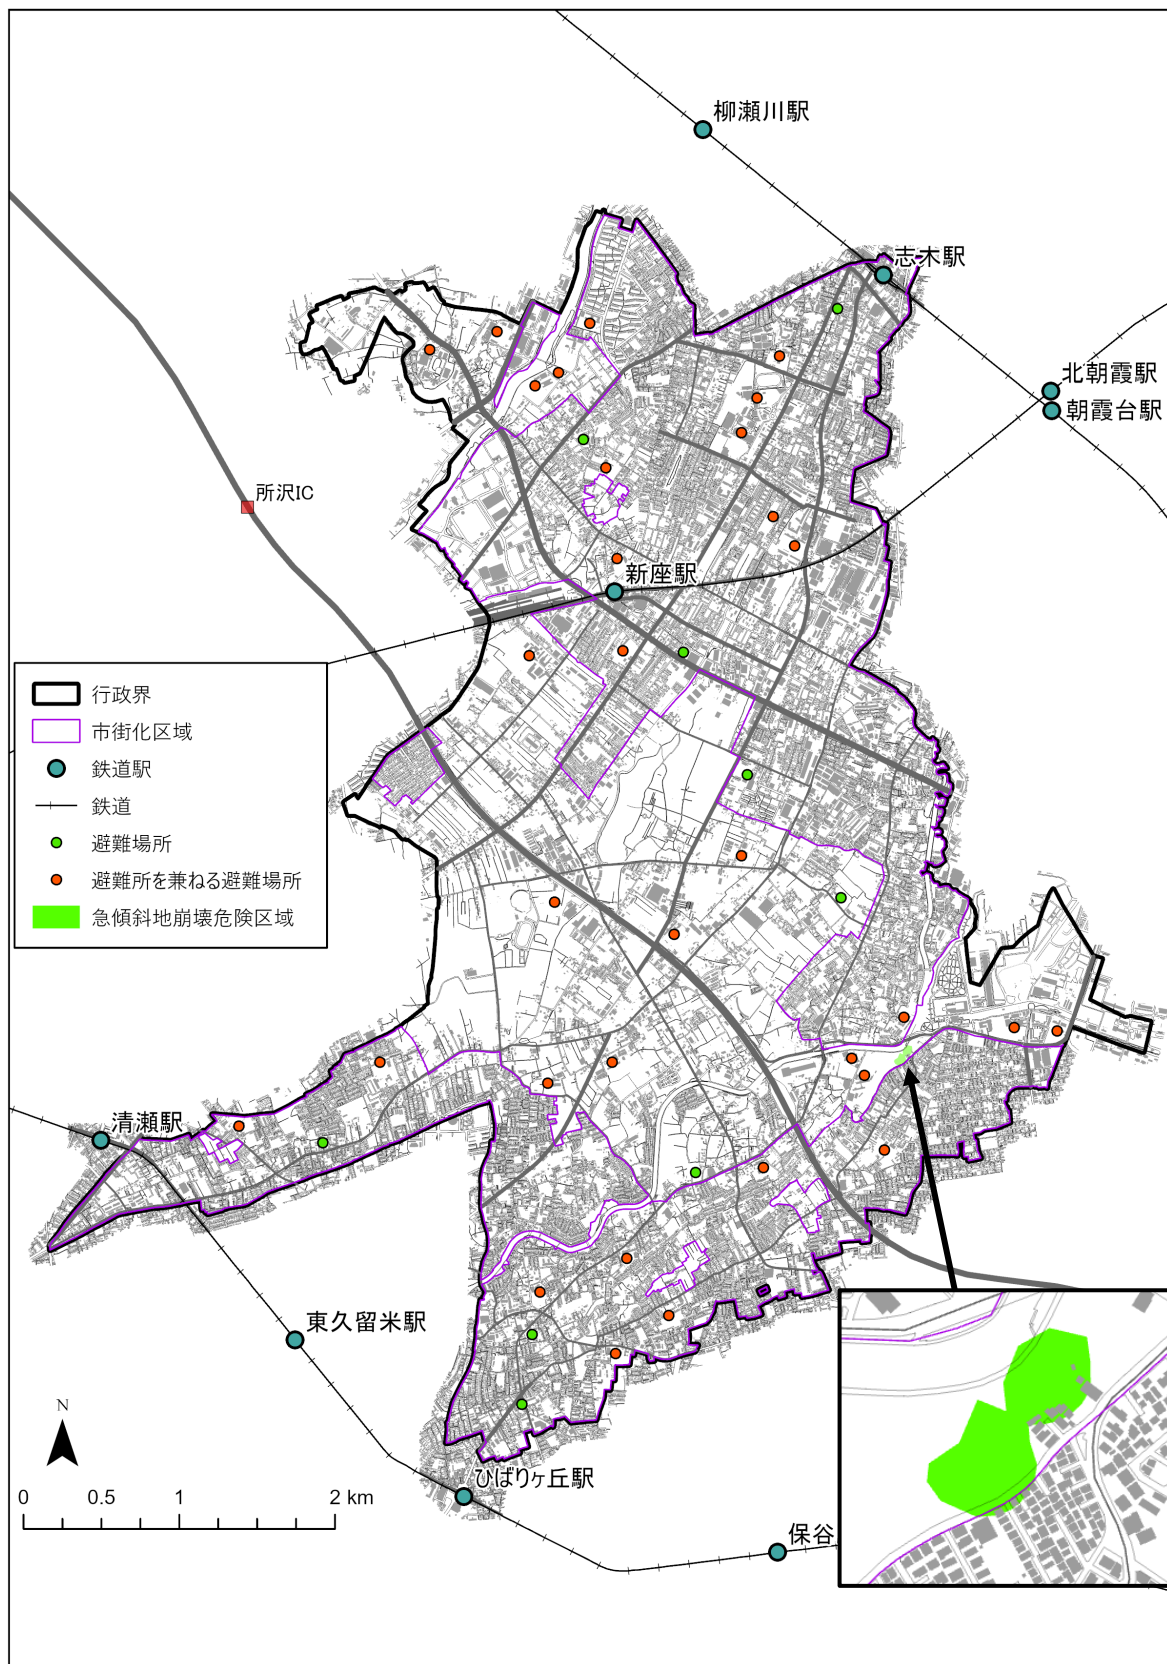 柳瀬川駅
志木駅
北朝霞駅
朝霞台駅
所沢IC
新座駅
行政界
市街化区域
鉄道駅
鉄道
避難場所
避難所を兼ねる避難場所
急傾斜地崩壊危険区域
清瀬駅
東久留米駅
N
ひばりヶ丘駅
0 0.5 1 2 km
保谷